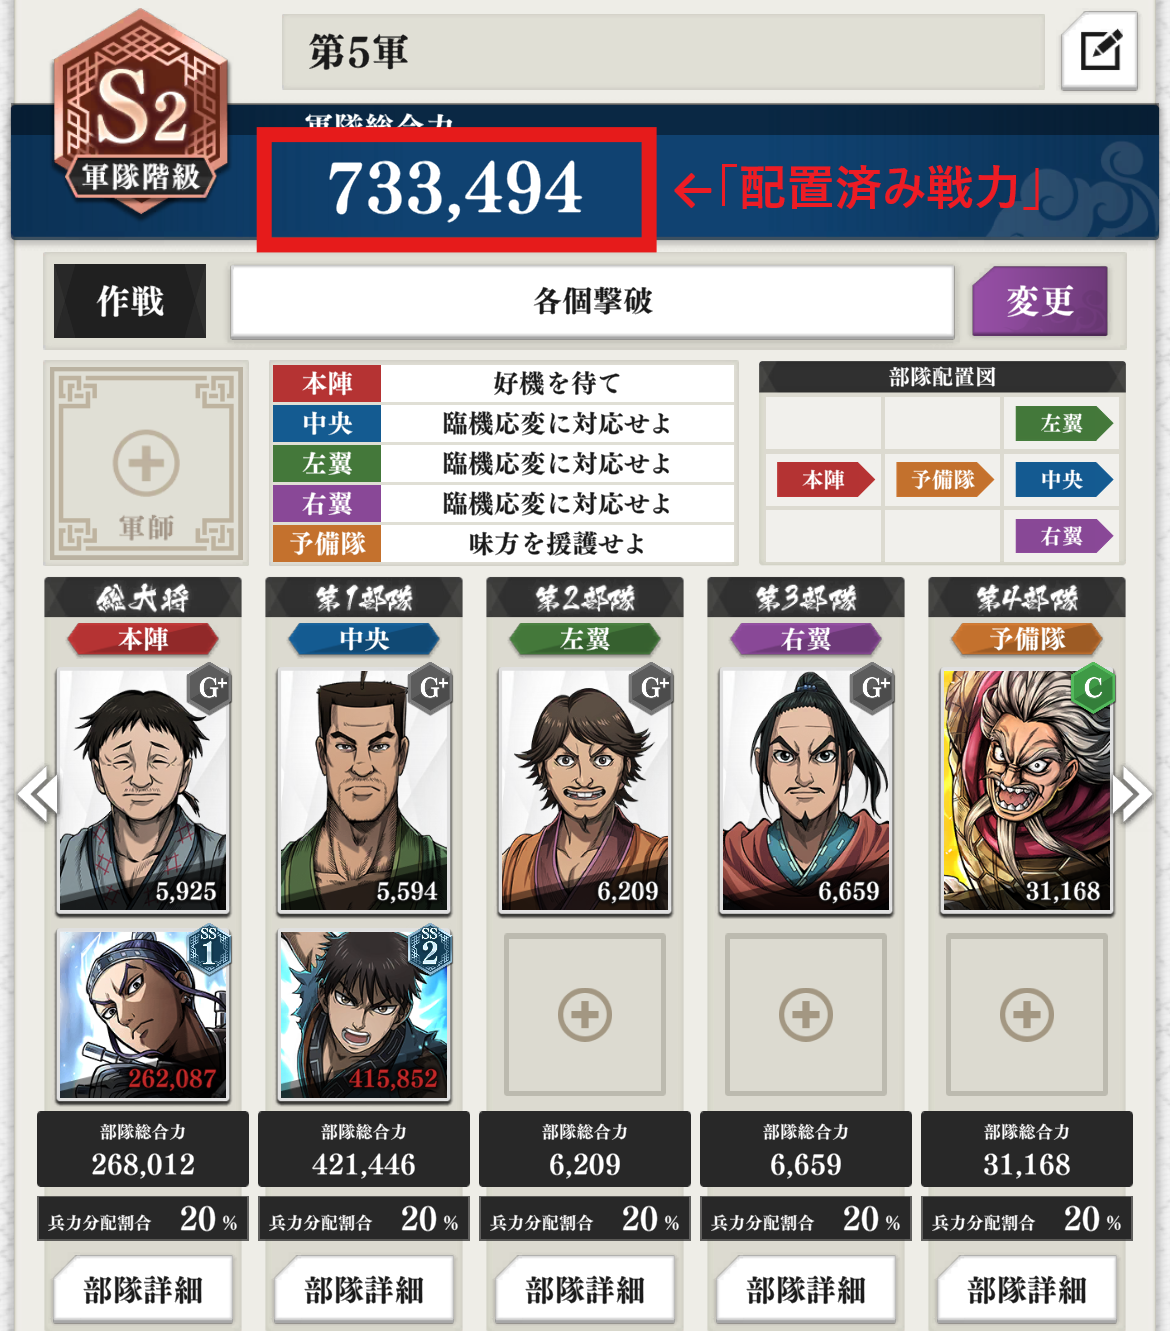 S2
軍隊階級
第5軍
軍隊総合力
733,494
←「配置済み戦力」
作戦
各個撃破
変更
軍師
本陣 好機を待て
中央 臨機応変に対応せよ
左翼 臨機応変に対応せよ
右翼 臨機応変に対応せよ
予備隊 味方を援護せよ
部隊配置図
左翼
本陣 予備隊 中央
右翼
総大将 第1部隊 第2部隊 第3部隊 第4部隊
本陣 中央 左翼 右翼 予備隊
G+ G+ G+ G+ C
5,925 5,594 6,209 6,659 31,168
SS1 SS2
262,087 415,852
部隊総合力 部隊総合力 部隊総合力 部隊総合力 部隊総合力
268,012 421,446 6,209 6,659 31,168
兵力分配割合 20 % 兵力分配割合 20 % 兵力分配割合 20 % 兵力分配割合 20 % 兵力分配割合 20 %
部隊詳細 部隊詳細 部隊詳細 部隊詳細 部隊詳細